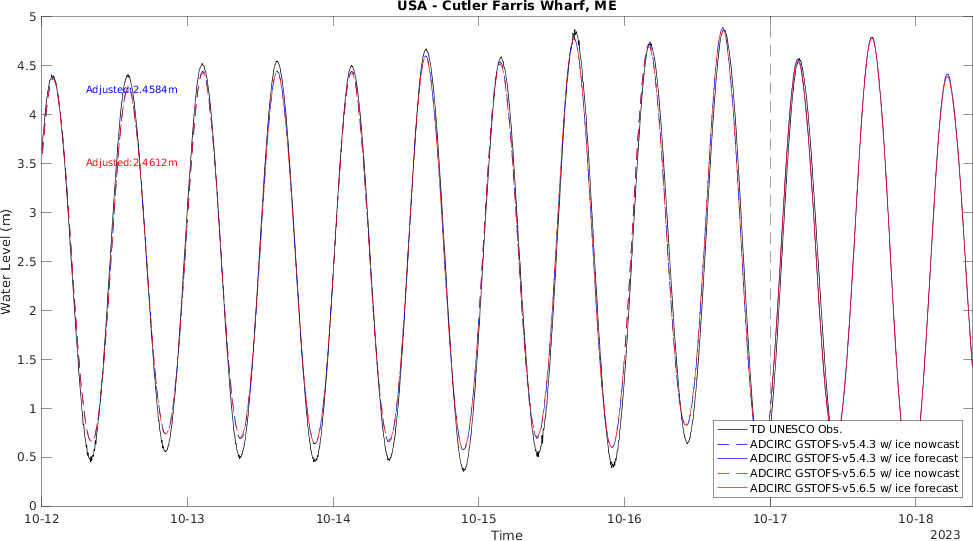 USA - Cutler Farris Wharf, ME
5
4.5
4
3.5
3
2.5
2
1.5
1
0.5
0
Water Level (m)
Adjusted:2.4584m
Adjusted:2.4612m
TD UNESCO Obs.
ADCIRC GSTOFS-v5.4.3 w/ ice nowcast
ADCIRC GSTOFS-v5.4.3 w/ ice forecast
ADCIRC GSTOFS-v5.6.5 w/ ice nowcast
ADCIRC GSTOFS-v5.6.5 w/ ice forecast
10-12 10-13 10-14 10-15 10-16 10-17 10-18
Time
2023